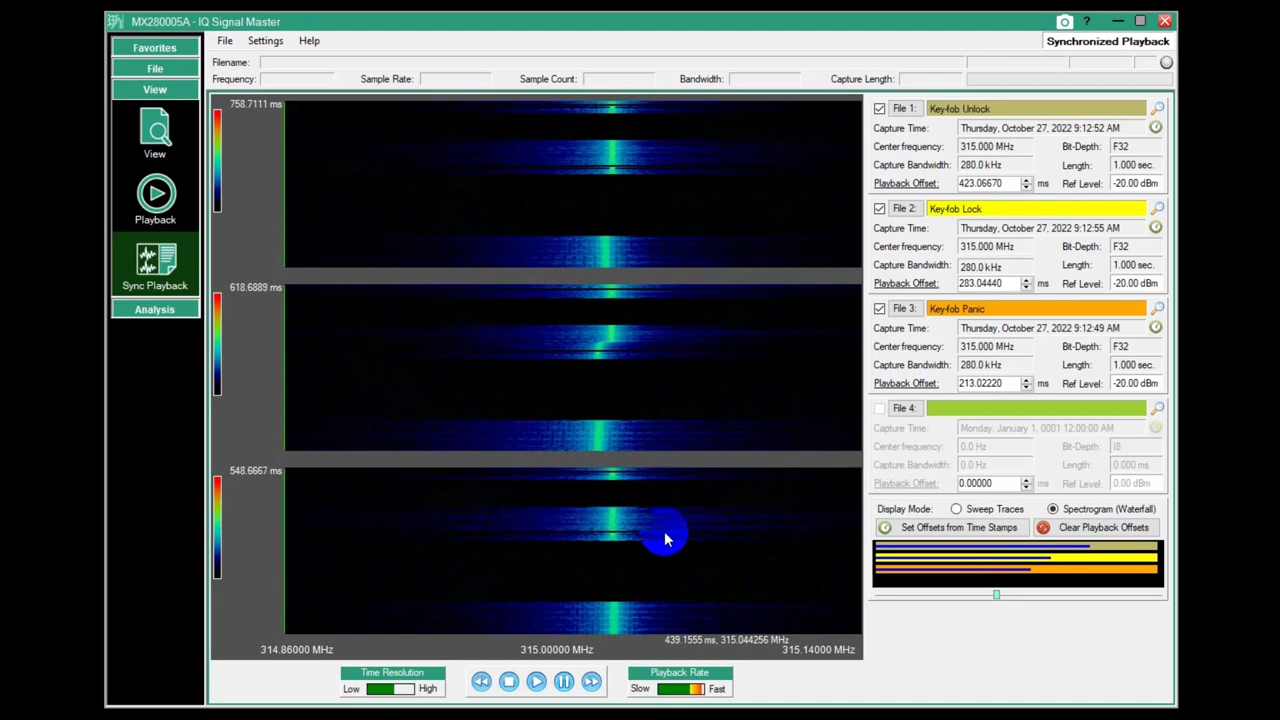 MX280005A - IQ Signal Master
?
Favorites
File
View
View
Playback
Sync Playback
Analysis
File Settings Help
Synchronized Playback
Filename:
Frequency: Sample Rate: Sample Count: Bandwidth: Capture Length:
758.7111 ms
618.6889 ms
548.6667 ms
439.1555 ms, 315.044256 MHz
314.86000 MHz 315.00000 MHz 315.14000 MHz
Time Resolution
Low High
Playback Rate
Slow Fast
File 1: Key-fob Unlock
Capture Time: Thursday, October 27, 2022 9:12:52 AM
Center frequency: 315.000 MHz Bit-Depth: F32
Capture Bandwidth: 280.0 kHz Length: 1.000 sec.
Playback Offset: 423.06670 ms Ref Level: -20.00 dBm
File 2: Key-fob Lock
Capture Time: Thursday, October 27, 2022 9:12:55 AM
Center frequency: 315.000 MHz Bit-Depth: F32
Capture Bandwidth: 280.0 kHz Length: 1.000 sec.
Playback Offset: 283.04440 ms Ref Level: -20.00 dBm
File 3: Key-fob Panic
Capture Time: Thursday, October 27, 2022 9:12:49 AM
Center frequency: 315.000 MHz Bit-Depth: F32
Capture Bandwidth: 280.0 kHz Length: 1.000 sec.
Playback Offset: 213.02220 ms Ref Level: -20.00 dBm
File 4:
Capture Time: Monday, January 1, 0001 12:00:00 AM
Center frequency: 0.0 Hz Bit-Depth: I8
Capture Bandwidth: 0.0 Hz Length: 0.000 ms
Playback Offset: 0.00000 ms Ref Level: 0.00 dBm
Display Mode: Sweep Traces Spectrogram (Waterfall)
Set Offsets from Time Stamps Clear Playback Offsets